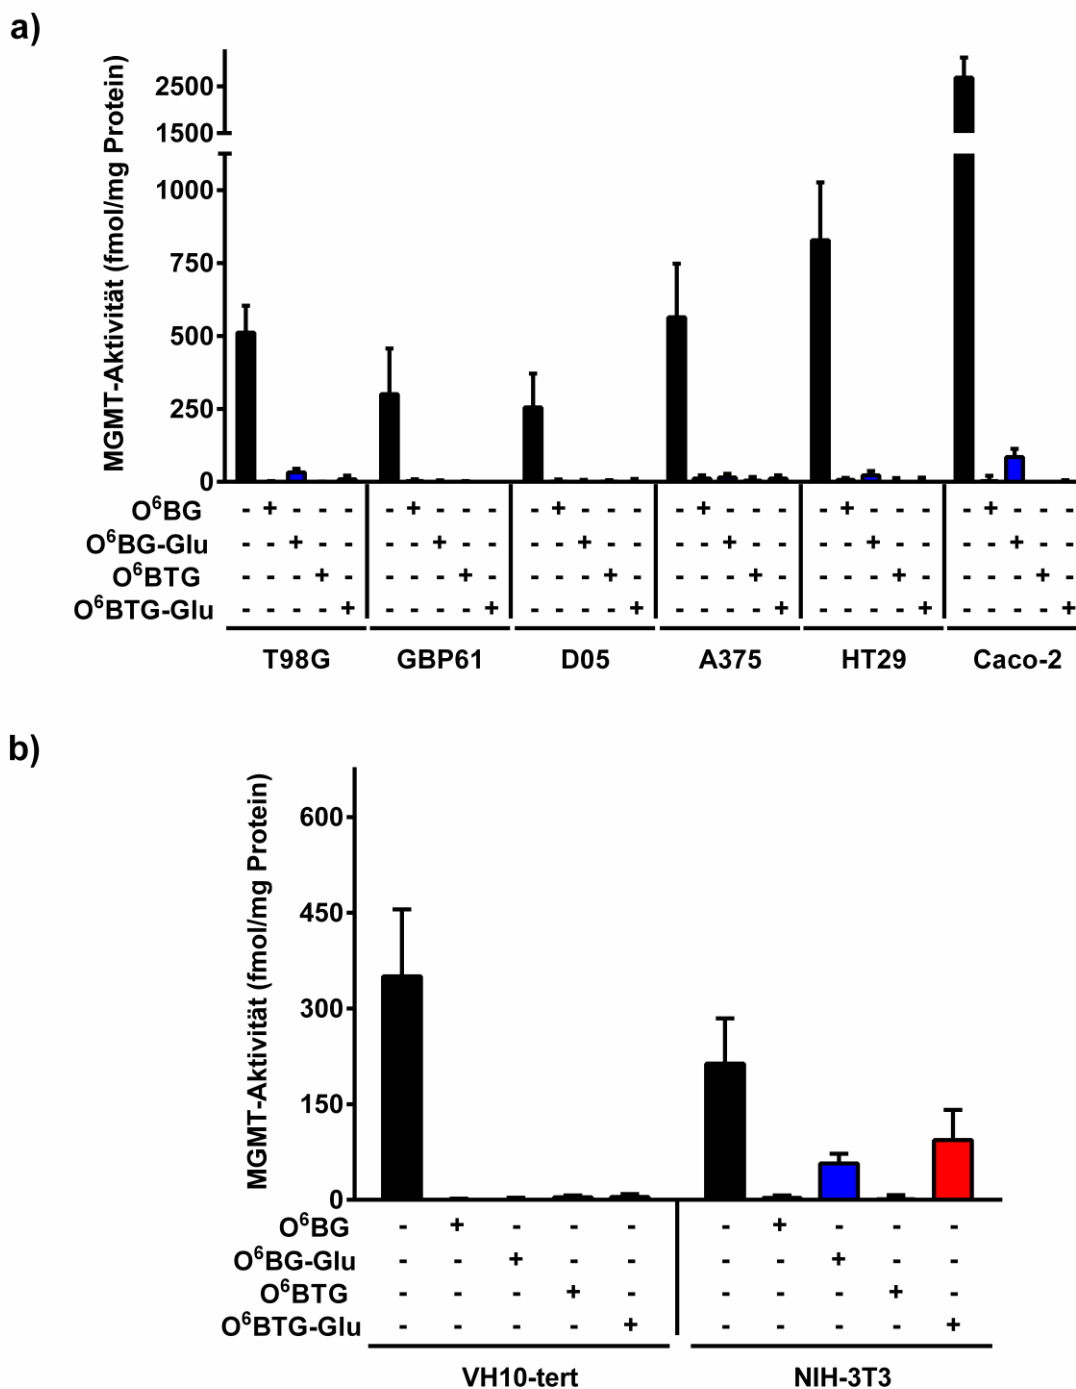 a)
MGMT-Aktivität (fmol/mg Protein)
2500
1500
1000
750
500
250
0
O⁶BG - + - - - - + - - - - + - - - - + - - - - + - - - - + - - -
O⁶BG-Glu - - + - - - - + - - - - + - - - - + - - - - + - - - - + - -
O⁶BTG - - - + - - - - + - - - - + - - - - + - - - - + - - - - + -
O⁶BTG-Glu - - - - + - - - - + - - - - + - - - - + - - - - + - - - - +
T98G GBP61 D05 A375 HT29 Caco-2
b)
MGMT-Aktivität (fmol/mg Protein)
600
450
300
150
0
O⁶BG - + - - - - + - - -
O⁶BG-Glu - - + - - - - + - -
O⁶BTG - - - + - - - - + -
O⁶BTG-Glu - - - - + - - - - +
VH10-tert NIH-3T3